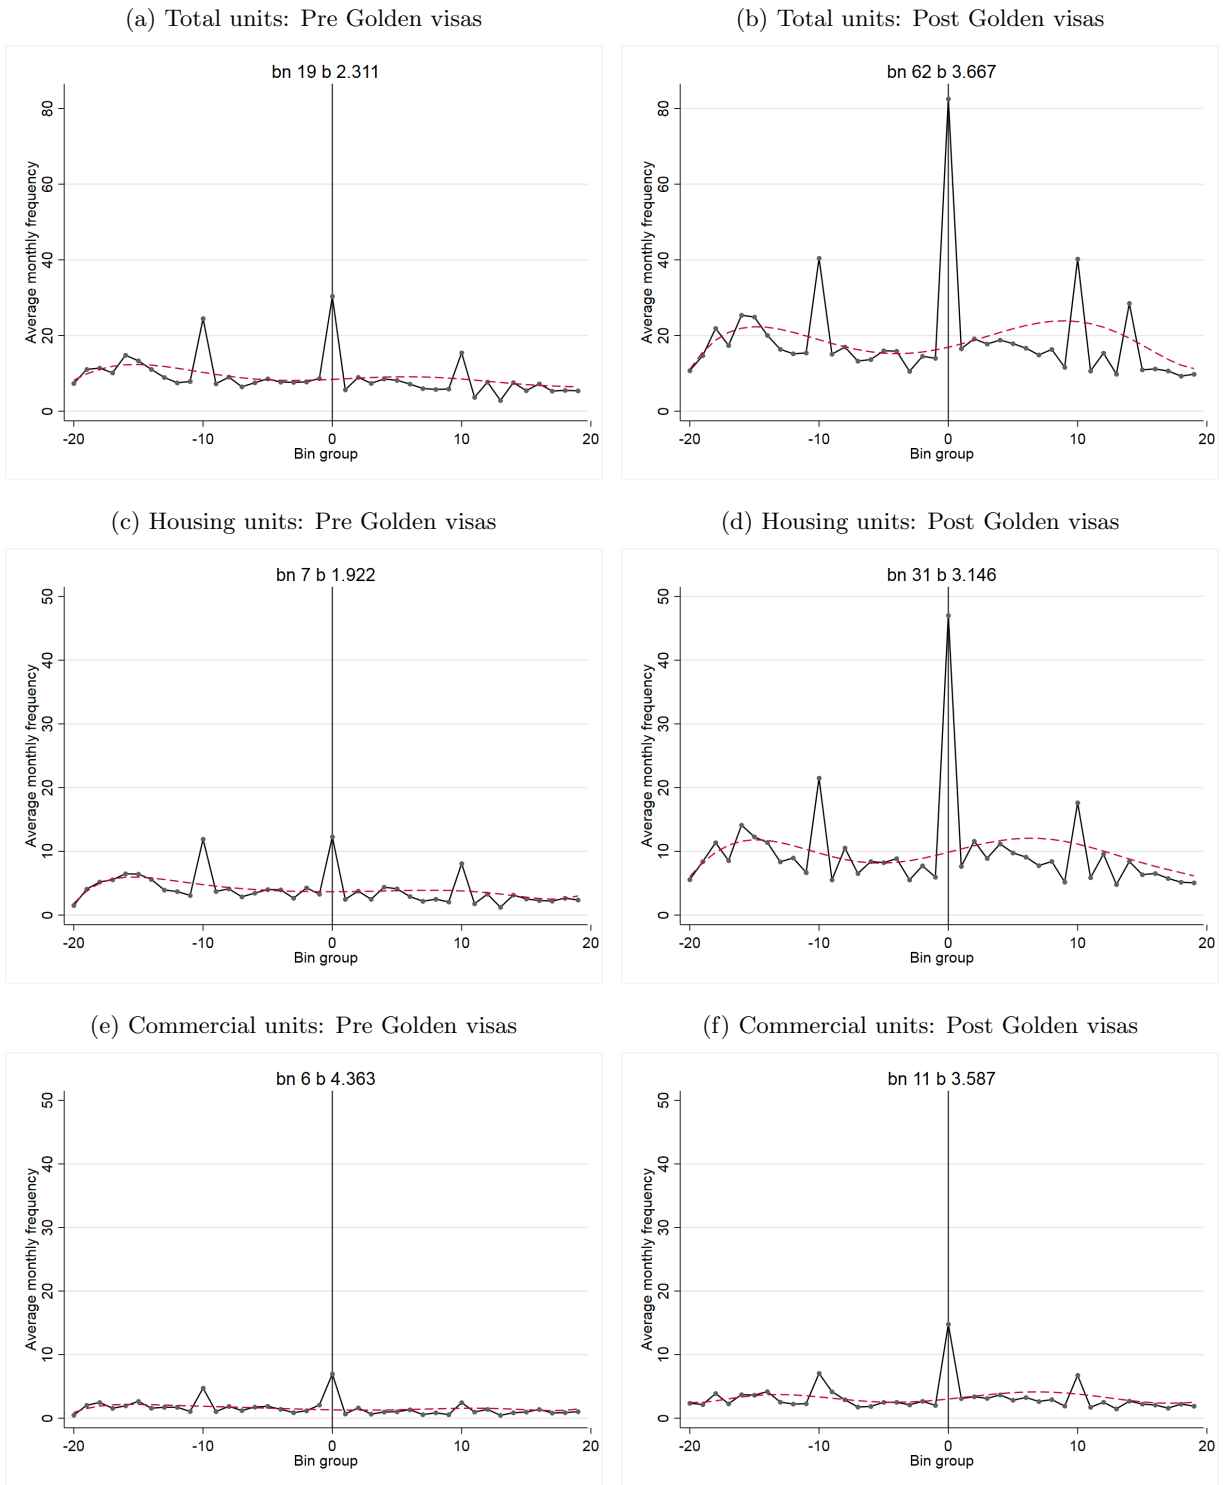 (a) Total units: Pre Golden visas
bn 19 b 2.311
Average monthly frequency
80
60
40
20
0
-20 -10 0 10 20
Bin group
(b) Total units: Post Golden visas
bn 62 b 3.667
Average monthly frequency
80
60
40
20
0
-20 -10 0 10 20
Bin group
(c) Housing units: Pre Golden visas
bn 7 b 1.922
Average monthly frequency
50
40
30
20
10
0
-20 -10 0 10 20
Bin group
(d) Housing units: Post Golden visas
bn 31 b 3.146
Average monthly frequency
50
40
30
20
10
0
-20 -10 0 10 20
Bin group
(e) Commercial units: Pre Golden visas
bn 6 b 4.363
Average monthly frequency
50
40
30
20
10
0
-20 -10 0 10 20
Bin group
(f) Commercial units: Post Golden visas
bn 11 b 3.587
Average monthly frequency
50
40
30
20
10
0
-20 -10 0 10 20
Bin group